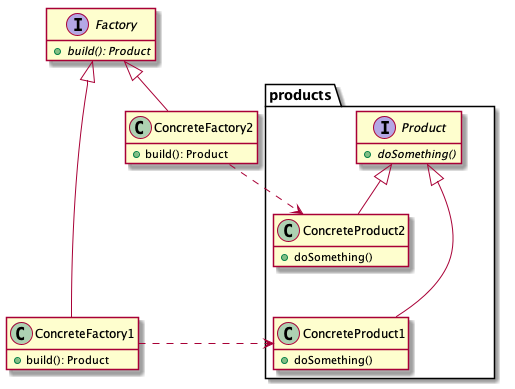 I Factory
build(): Product
C ConcreteFactory2
build(): Product
products
I Product
doSomething()
C ConcreteProduct2
doSomething()
C ConcreteFactory1
build(): Product
C ConcreteProduct1
doSomething()